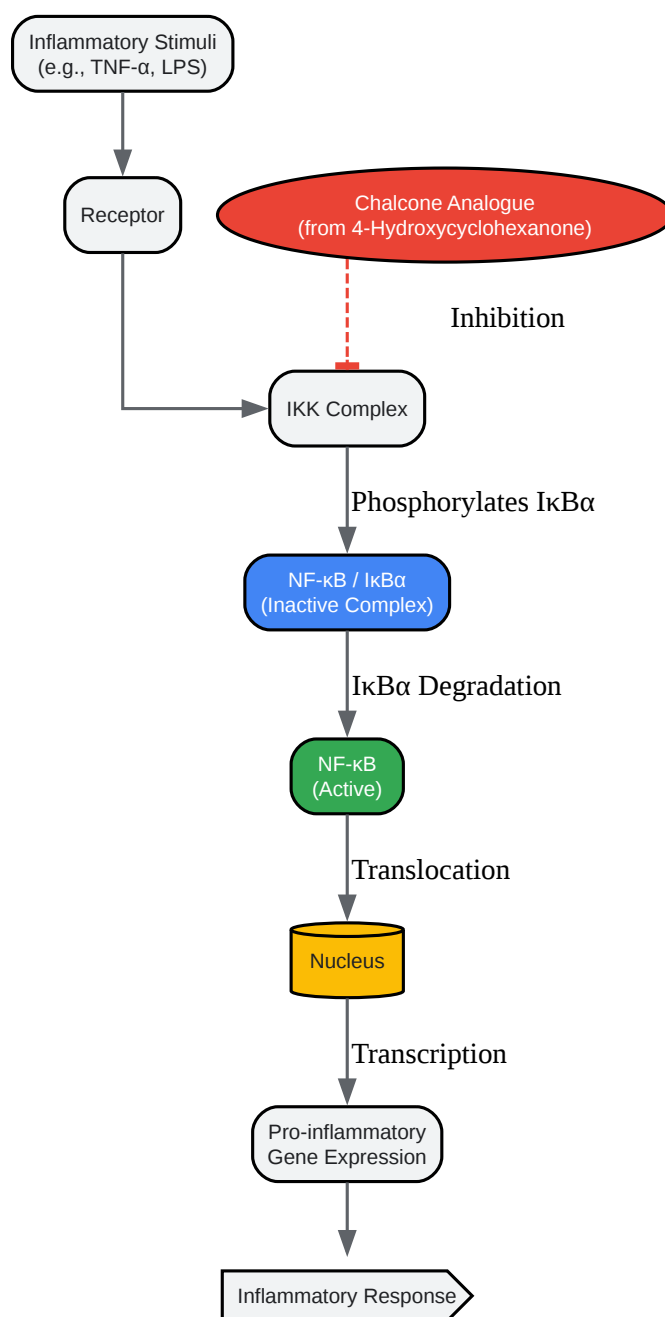 Inflammatory Stimuli
(e.g., TNF-α, LPS)
Receptor
Chalcone Analogue
(from 4-Hydroxycyclohexanone)
Inhibition
IKK Complex
Phosphorylates IκBα
NF-κB / IκBα
(Inactive Complex)
IκBα Degradation
NF-κB
(Active)
Translocation
Nucleus
Transcription
Pro-inflammatory
Gene Expression
Inflammatory Response